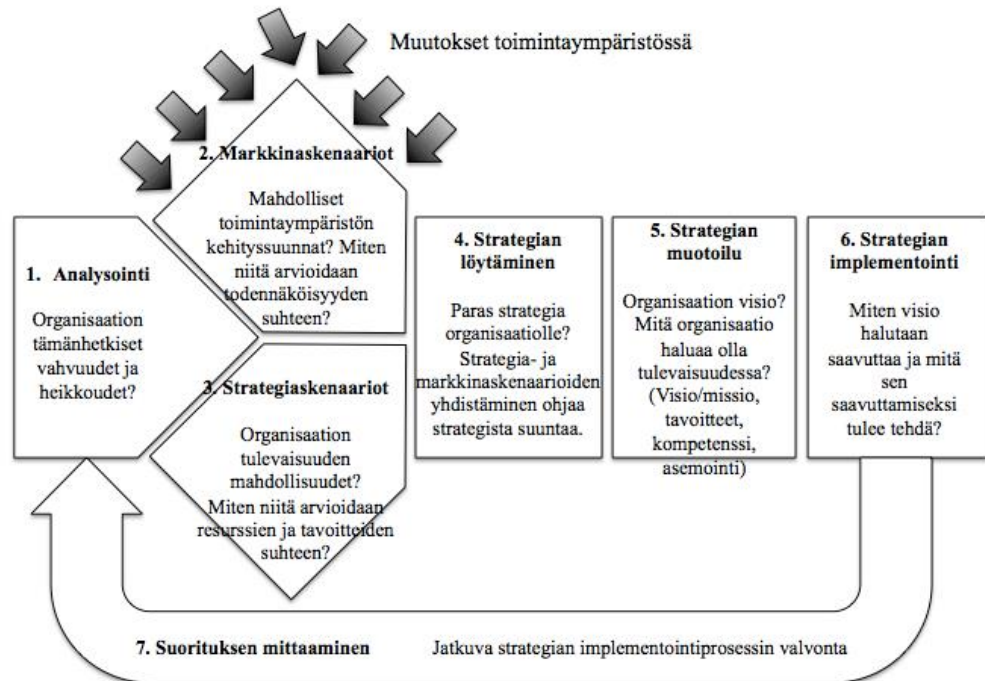 Muutokset toimintaympäristössä
1. Analysointi
Organisaation
tämänhetkiset
vahvuudet ja
heikkoudet?
2. Markkinaskenaariot
Mahdolliset
toimintaympäristön
kehityssuunnat? Miten
niitä arvioidaan
todennäköisyyden
suhteen?
3. Strategiaskenaariot
Organisaation
tulevaisuuden
mahdollisuudet?
Miten niitä arvioidaan
resurssien ja tavoitteiden
suhteen?
4. Strategian
löytäminen
Paras strategia
organisaatiolle?
Strategia- ja
markkinaskenaarioiden
yhdistäminen ohjaa
strategista suuntaa.
5. Strategian
muotoilu
Organisaation visio?
Mitä organisaatio
haluaa olla
tulevaisuudessa?
(Visio/missio,
tavoitteet,
kompetenssi,
asemointi)
6. Strategian
implementointi
Miten visio
halutaan
saavuttaa ja mitä
sen
saavuttamiseksi
tulee tehdä?
7. Suorituksen mittaaminen
Jatkuva strategian implementointiprosessin valvonta